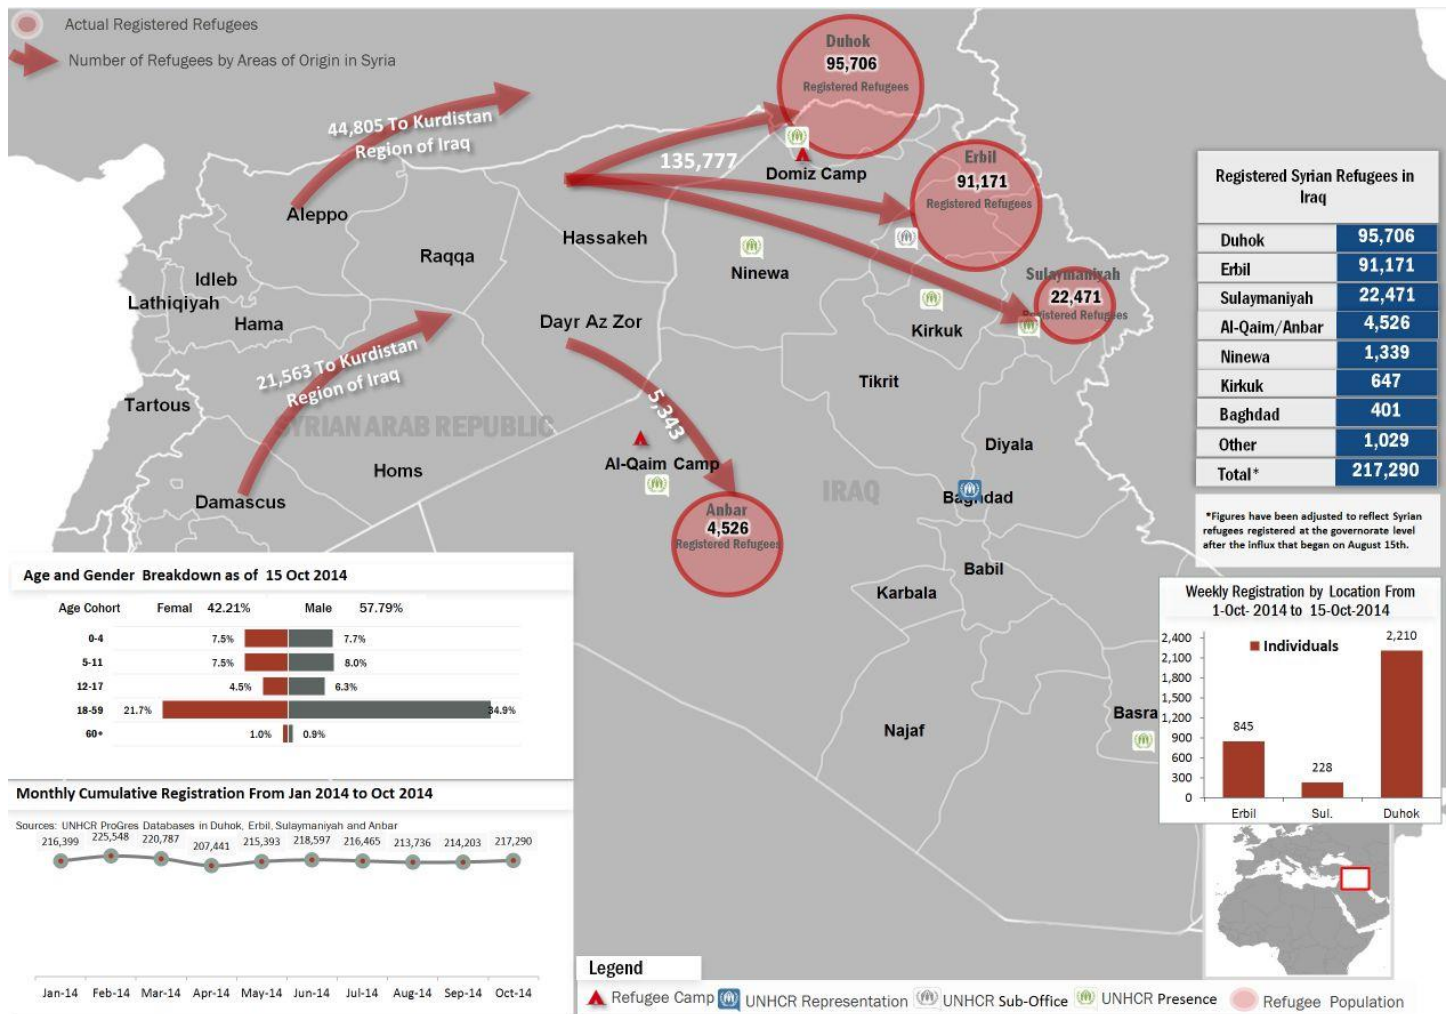 Actual Registered Refugees
Number of Refugees by Areas of Origin in Syria
44,805 To Kurdistan
Region of Iraq
135,777
Duhok
95,706
Registered Refugees
Domiz Camp
Erbil
91,171
Registered Refugees
Aleppo
Raqqa
Hassakeh
Ninewa
Sulaymaniyah
22,471
Registered Refugees
Idleb
Lathiqiyah
Hama
Dayr Az Zor
Kirkuk
21,563 To Kurdistan
Region of Iraq
Tikrit
Tartous
SYRIAN ARAB REPUBLIC
5,343
Diyala
Al-Qaim Camp
Homs
IRAQ
Damascus
Baghdad
Anbar
4,526
Registered Refugees
Babil
Karbala
Najaf
Basra
Registered Syrian Refugees in
Iraq
Duhok 95,706
Erbil 91,171
Sulaymaniyah 22,471
Al-Qaim/Anbar 4,526
Ninewa 1,339
Kirkuk 647
Baghdad 401
Other 1,029
Total* 217,290
*Figures have been adjusted to reflect Syrian
refugees registered at the governorate level
after the influx that began on August 15th.
Age and Gender Breakdown as of 15 Oct 2014
Age Cohort Femal 42.21% Male 57.79%
0-4 7.5% 7.7%
5-11 7.5% 8.0%
12-17 4.5% 6.3%
18-59 21.7% 34.9%
60+ 1.0% 0.9%
Weekly Registration by Location From
1-Oct- 2014 to 15-Oct-2014
Individuals
2,400
2,100
1,800
1,500
1,200
900
600
300
0
845
228
2,210
Erbil Sul. Duhok
Monthly Cumulative Registration From Jan 2014 to Oct 2014
Sources: UNHCR ProGres Databases in Duhok, Erbil, Sulaymaniyah and Anbar
216,399 225,548 220,787 207,441 215,393 218,597 216,465 213,736 214,203 217,290
Jan-14 Feb-14 Mar-14 Apr-14 May-14 Jun-14 Jul-14 Aug-14 Sep-14 Oct-14
Legend
Refugee Camp UNHCR Representation UNHCR Sub-Office UNHCR Presence Refugee Population